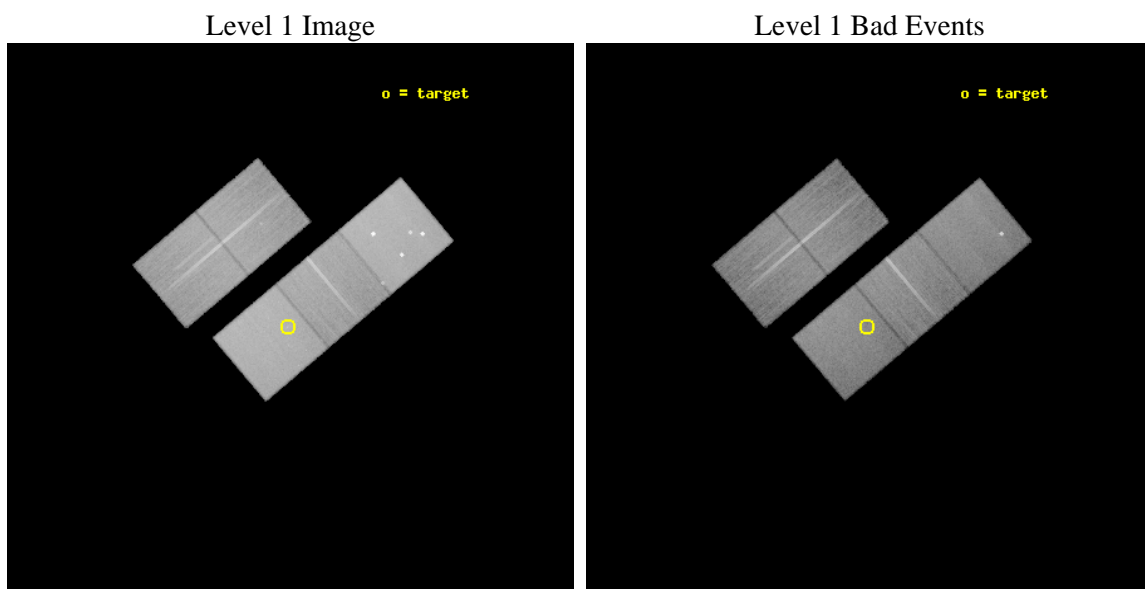 Level 1 Image
Level 1 Bad Events
o = target
o = target